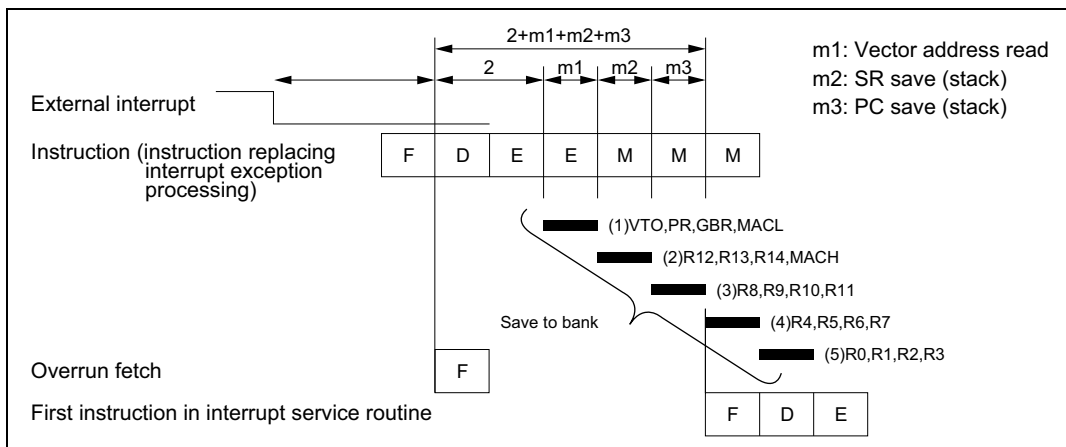 2+m1+m2+m3
2 m1 m2 m3
m1: Vector address read
m2: SR save (stack)
m3: PC save (stack)
External interrupt
Instruction (instruction replacing
interrupt exception
processing)
F D E E M M M
(1)VTO,PR,GBR,MACL
(2)R12,R13,R14,MACH
(3)R8,R9,R10,R11
Save to bank
(4)R4,R5,R6,R7
(5)R0,R1,R2,R3
Overrun fetch
F
First instruction in interrupt service routine
F D E